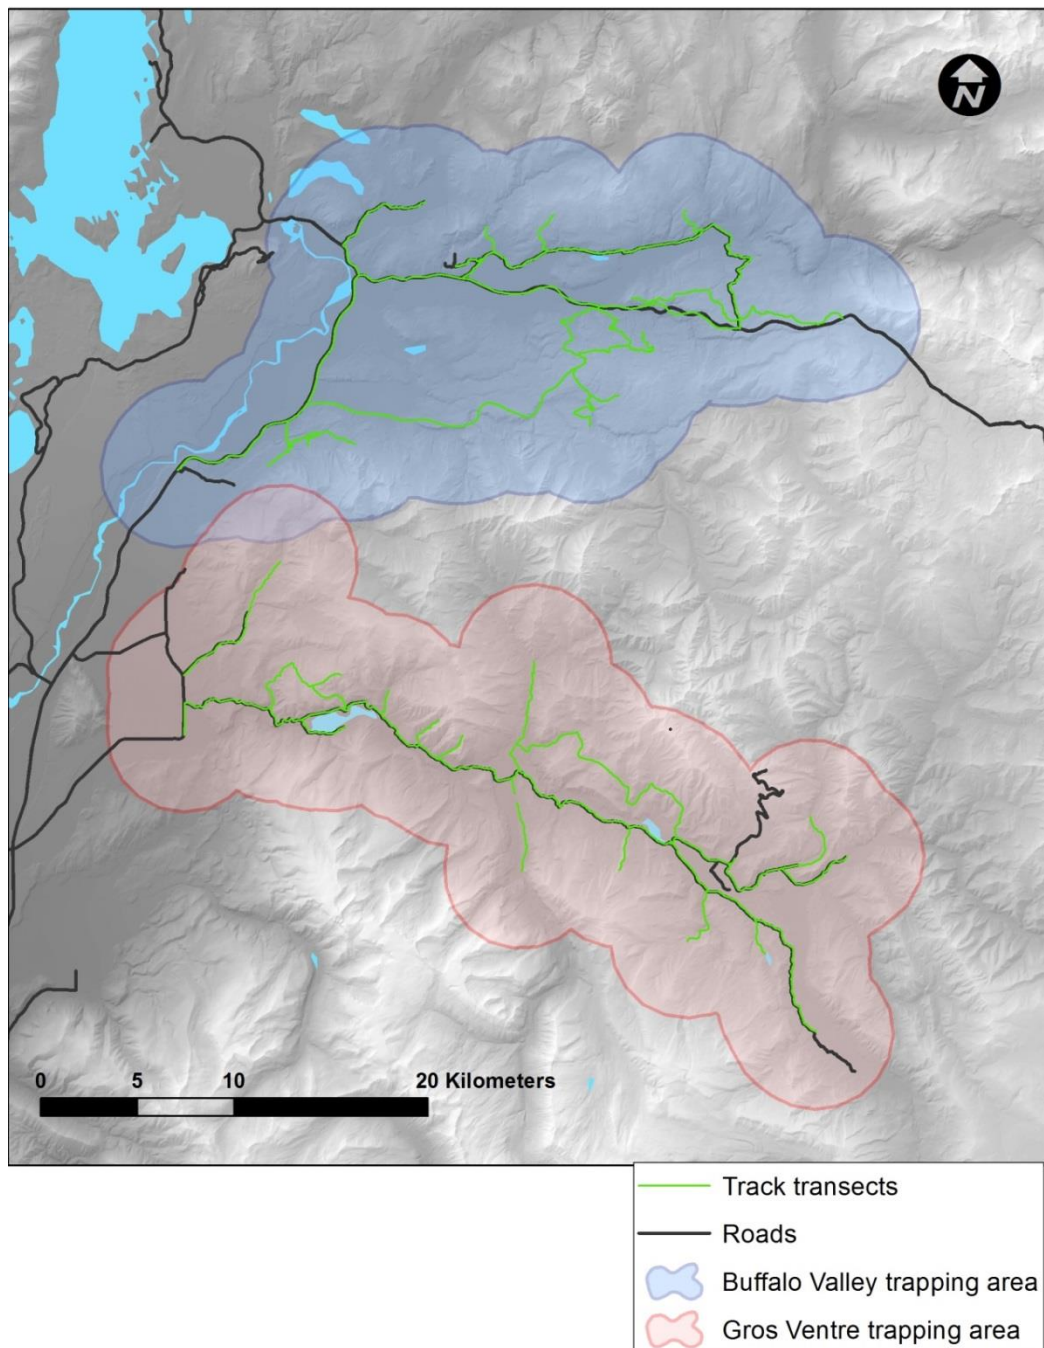 N
0 5 10 20 Kilometers
Track transects
Roads
Buffalo Valley trapping area
Gros Ventre trapping area